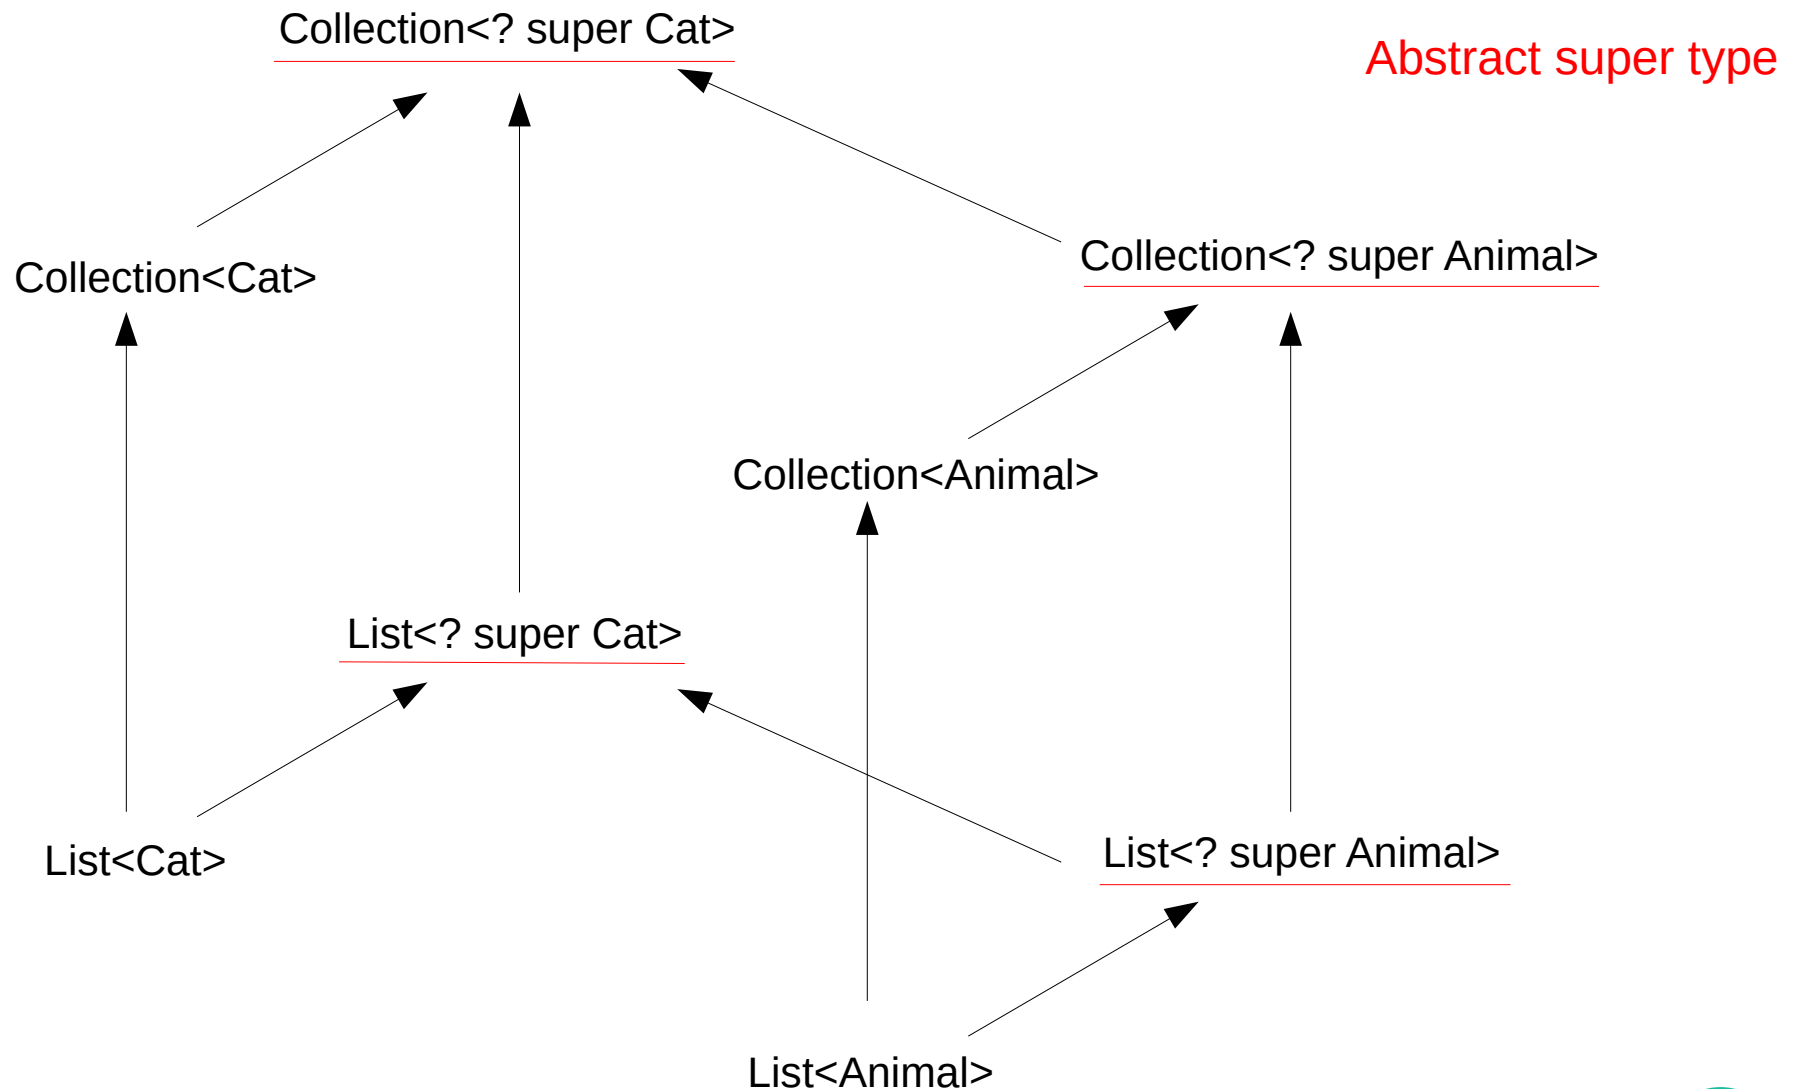 Collection<? super Cat>
Abstract super type
Collection<Cat>
Collection<? super Animal>
Collection<Animal>
List<? super Cat>
List<Cat>
List<? super Animal>
List<Animal>